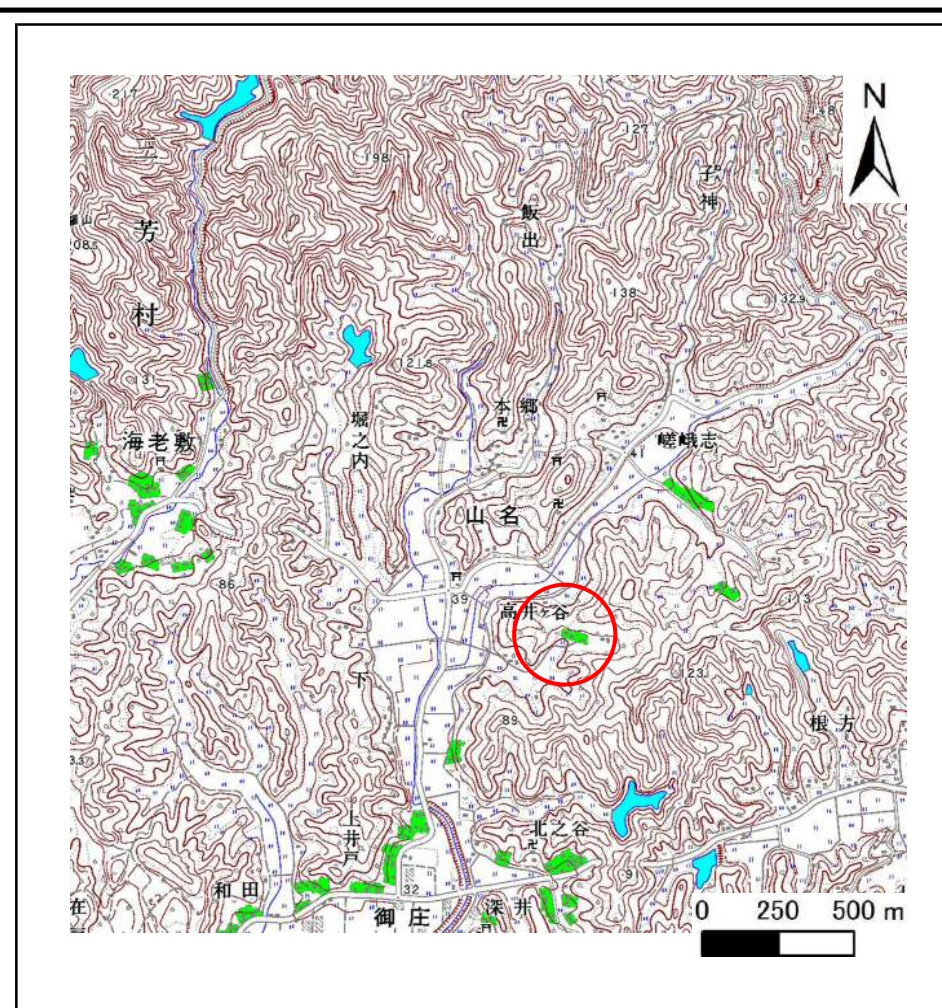 217
N
148
198
127
子神
飯出
芳村
208
138
132.9
131
121.8
本郷
堀之内
海老敷
嵯峨志
41
山名
86
39
高井ヶ谷
113
下
123
89
根方
上井戸
北之谷
91
和田
32
深井
在
御庄
0 250 500 m